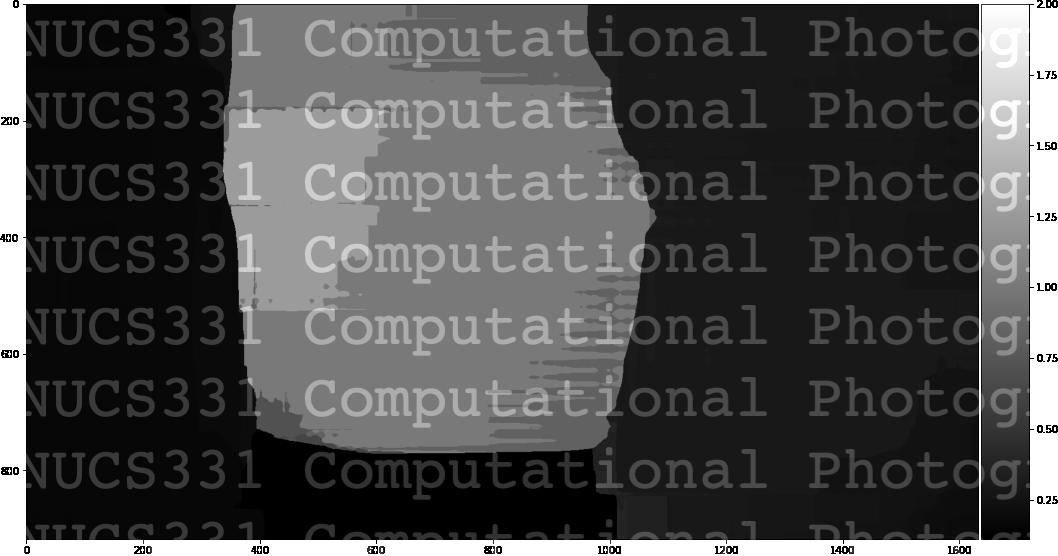 0 2.00
NUCS331 Computational Photog
1.75
NUCS331 Computational Photog
200
1.50
NUCS331 Computational Photog
1.25
400
NUCS331 Computational Photog
1.00
NUCS331 Computational Photog
600 0.75
NUCS331 Computational Photog
0.50
800
NUCS331 Computational Photog
0.25
NUCS331 Computational Photog
0 200 400 600 800 1000 1200 1400 1600